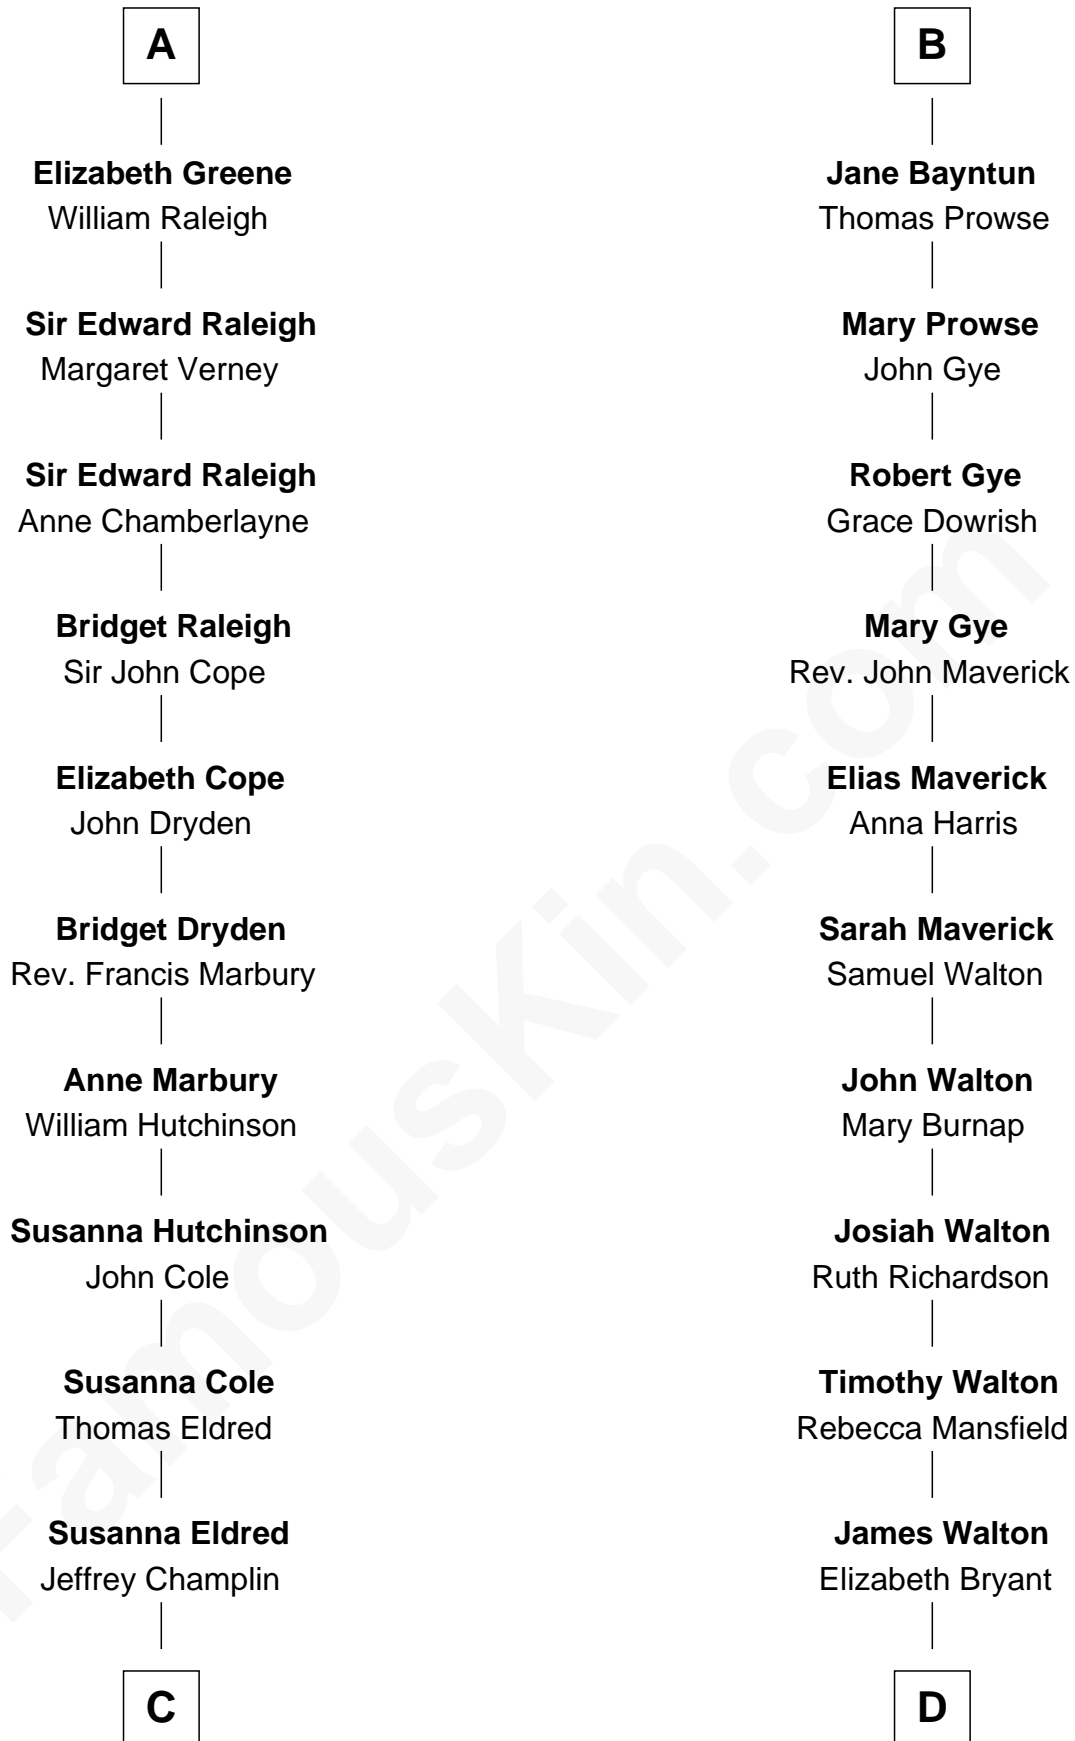 A
Elizabeth Greene
William Raleigh
Sir Edward Raleigh
Margaret Verney
Sir Edward Raleigh
Anne Chamberlayne
Bridget Raleigh
Sir John Cope
Elizabeth Cope
John Dryden
Bridget Dryden
Rev. Francis Marbury
Anne Marbury
William Hutchinson
Susanna Hutchinson
John Cole
Susanna Cole
Thomas Eldred
Susanna Eldred
Jeffrey Champlin
C
B
Jane Bayntun
Thomas Prowse
Mary Prowse
John Gye
Robert Gye
Grace Dowrish
Mary Gye
Rev. John Maverick
Elias Maverick
Anna Harris
Sarah Maverick
Samuel Walton
John Walton
Mary Burnap
Josiah Walton
Ruth Richardson
Timothy Walton
Rebecca Mansfield
James Walton
Elizabeth Bryant
D
FamousKin.com